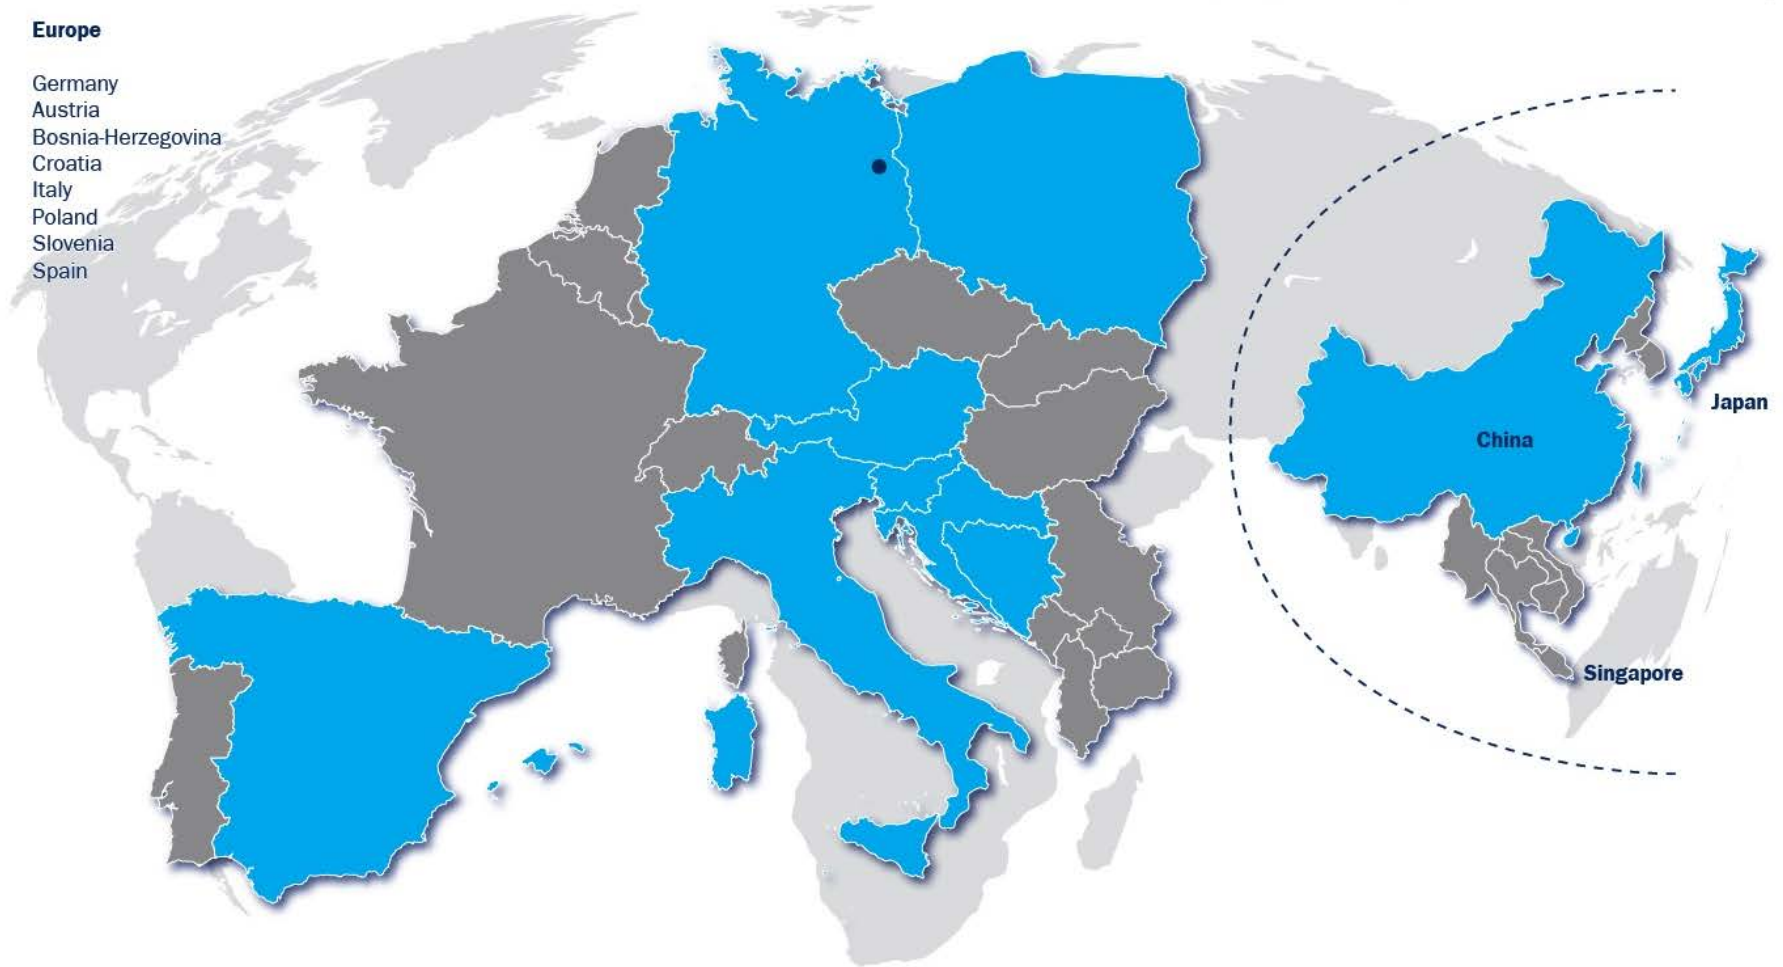 Europe
Germany
Austria
Bosnia-Herzegovina
Croatia
Italy
Poland
Slovenia
Spain
Japan
China
Singapore